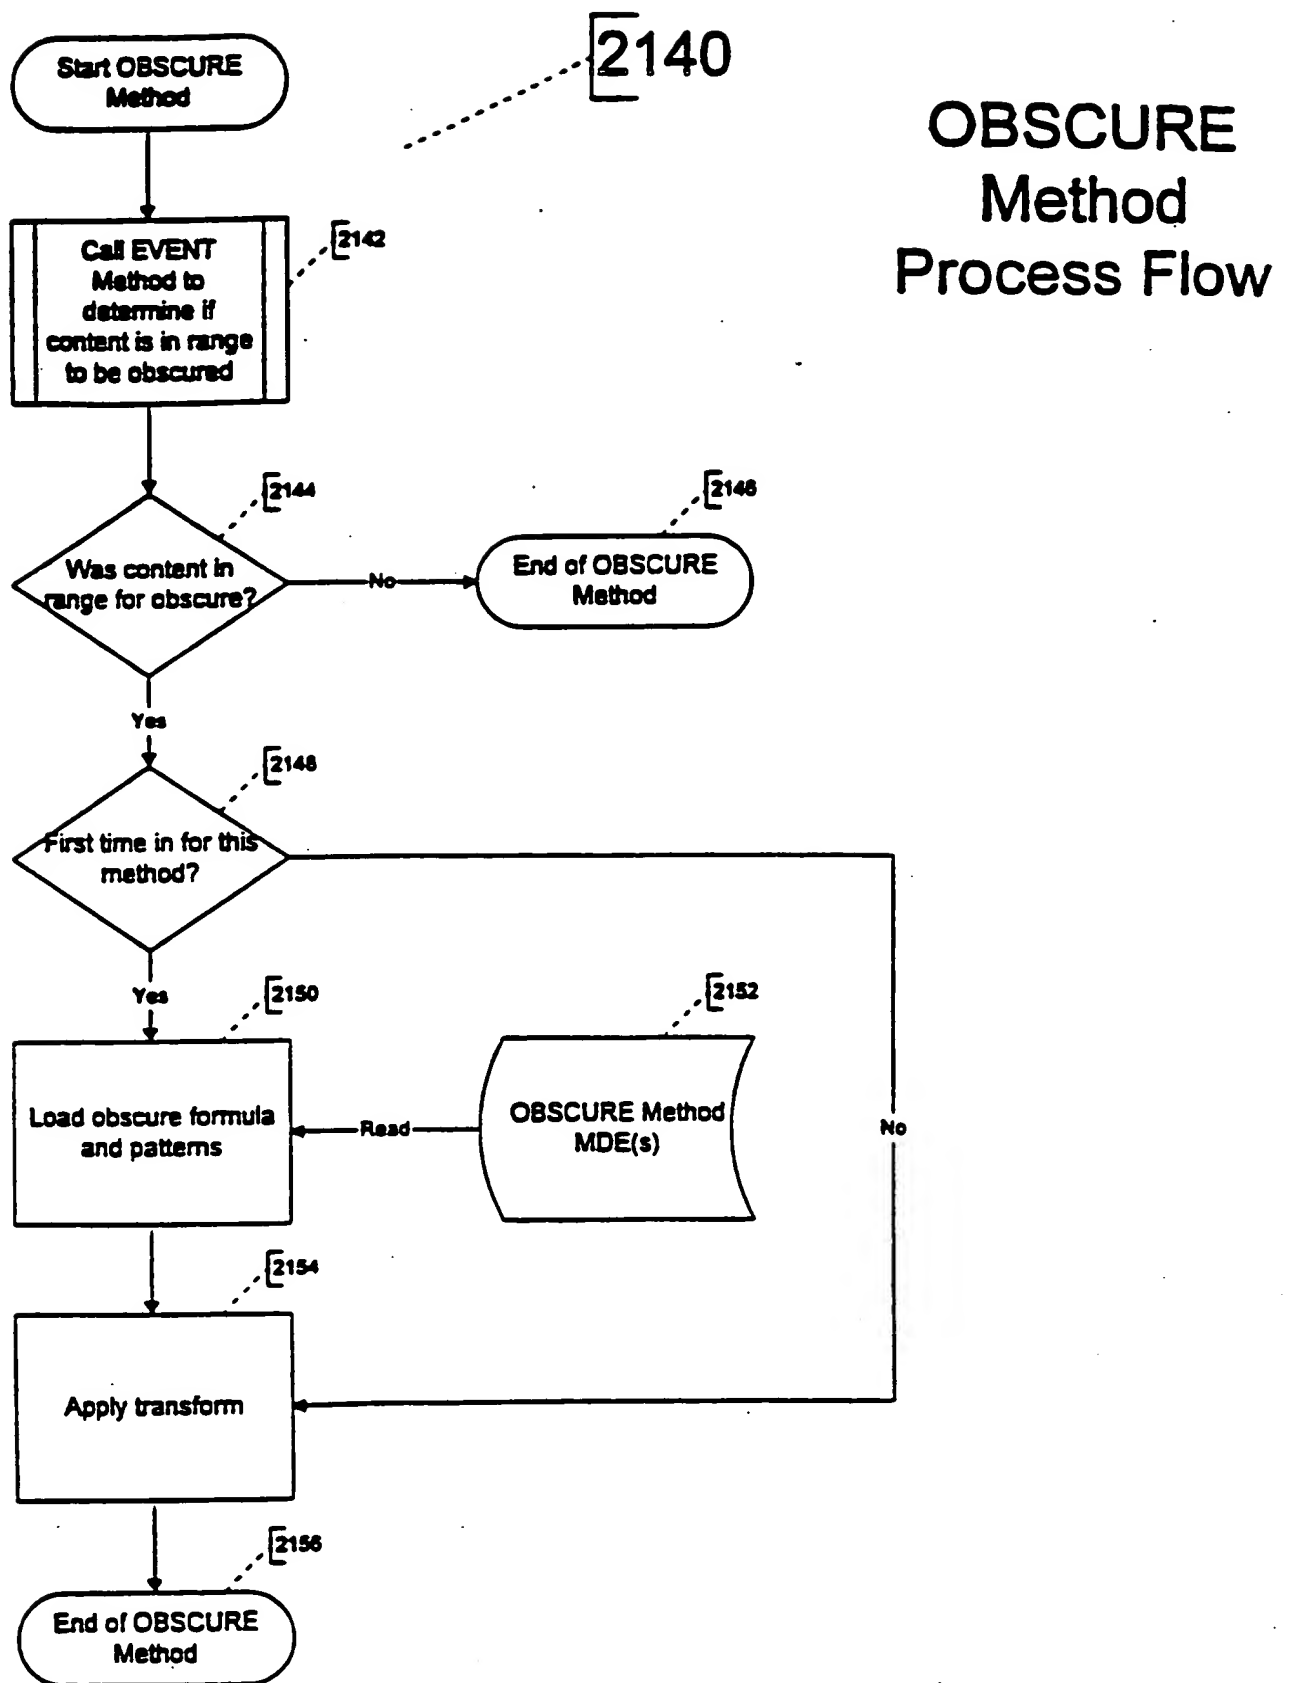 Start OBSCURE
Method
2140
OBSCURE
Method
Process Flow
Call EVENT
Method to
determine if
content is in range
to be obscured
2142
2144
Was content in
range for obscure?
No
2146
End of OBSCURE
Method
Yes
2148
First time in for this
method?
Yes
2150
Load obscure formula
and patterns
Read
2152
OBSCURE Method
MDE(s)
No
2154
Apply transform
2156
End of OBSCURE
Method